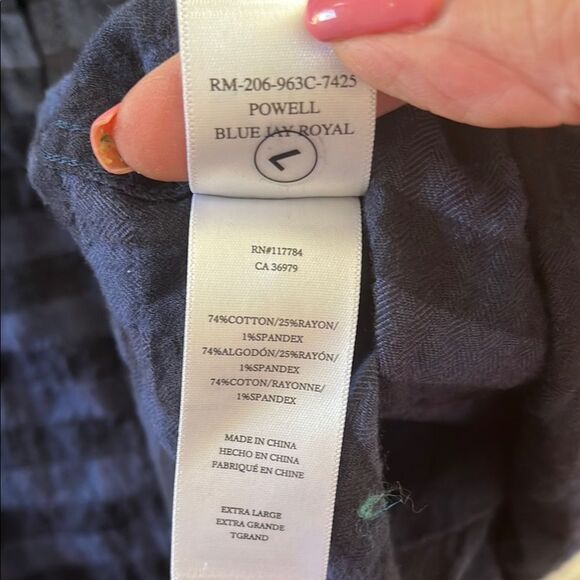 RM-206-963C-7425
POWELL
BLUE JAY ROYAL
RN#117784
CA 36979
74%COTTON/25%RAYON/
1%SPANDEX
74%ALGODÓN/25%RAYÓN/
1%SPANDEX
74%COTON/RAYONNE/
1%SPANDEX
MADE IN CHINA
HECHO EN CHINA
FABRIQUÉ EN CHINE
EXTRA LARGE
EXTRA GRANDE
TGRAND